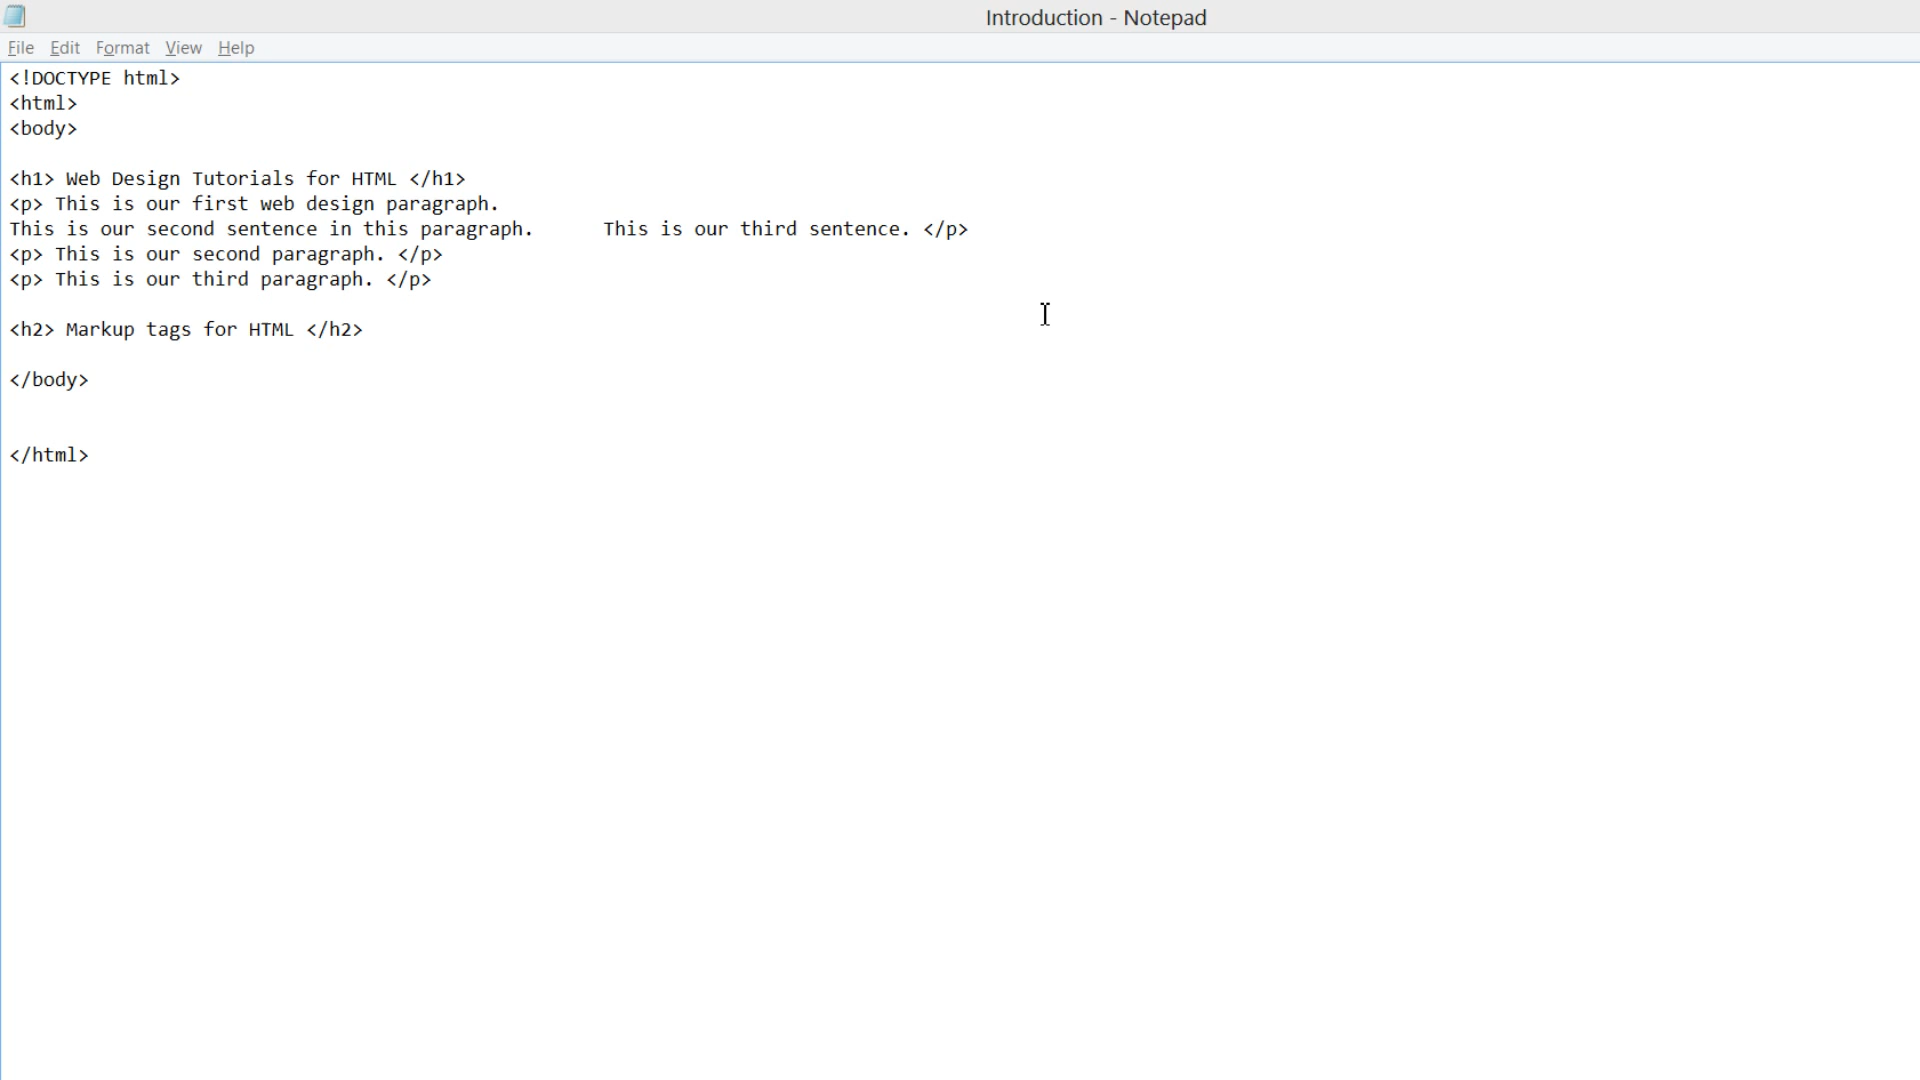 Introduction - Notepad
File Edit Format View Help
<!DOCTYPE html>
<html>
<body>
<h1> Web Design Tutorials for HTML </h1>
<p> This is our first web design paragraph.
This is our second sentence in this paragraph.      This is our third sentence. </p>
<p> This is our second paragraph. </p>
<p> This is our third paragraph. </p>
<h2> Markup tags for HTML </h2>
</body>
</html>